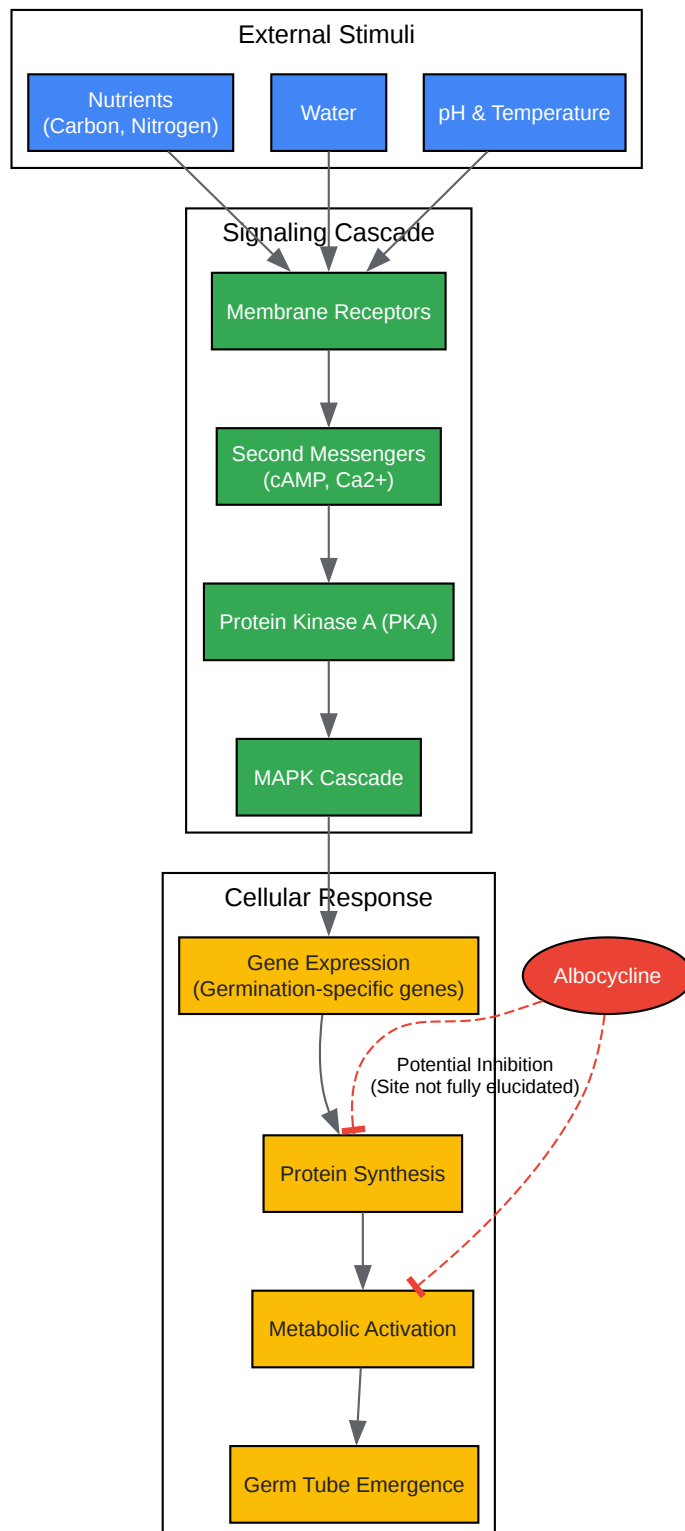 External Stimuli
Nutrients
(Carbon, Nitrogen)
Water
pH & Temperature
Signaling Cascade
Membrane Receptors
Second Messengers
(cAMP, Ca2+)
Protein Kinase A (PKA)
MAPK Cascade
Cellular Response
Gene Expression
(Germination-specific genes)
Albocycline
Potential Inhibition
(Site not fully elucidated)
Protein Synthesis
Metabolic Activation
Germ Tube Emergence